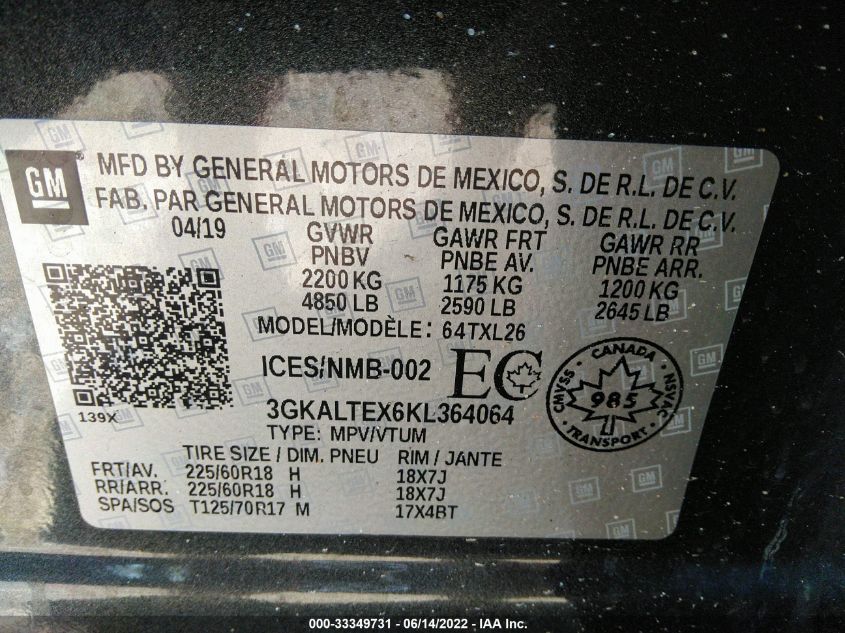 GM
MFD BY GENERAL MOTORS DE MEXICO, S. DE R.L. DE C.V.
FAB. PAR GENERAL MOTORS DE MEXICO, S. DE R.L. DE C.V.
04/19 GVWR GAWR FRT GAWR RR
PNBV PNBE AV. PNBE ARR.
2200 KG 1175 KG 1200 KG
4850 LB 2590 LB 2645 LB
MODEL/MODÈLE: 64TXL26
ICES/NMB-002 EC
CANADA
CMVSS 985 NSVAC
TRANSPORT
139X
3GKALTEX6KL364064
TYPE: MPV/VTUM
TIRE SIZE / DIM. PNEU RIM / JANTE
FRT/AV. 225/60R18 H 18X7J
RR/ARR. 225/60R18 H 18X7J
SPA/SOS T125/70R17 M 17X4BT
000-33349731 - 06/14/2022 - IAA Inc.